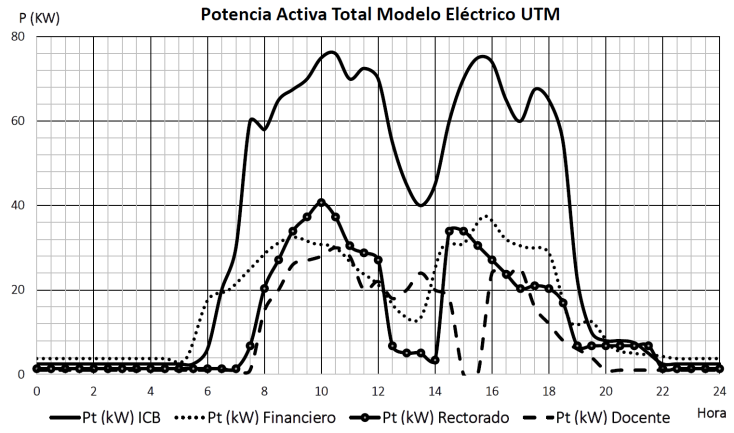 Potencia Activa Total Modelo Eléctrico UTM
P (KW)
80
60
40
20
0
0 2 4 6 8 10 12 14 16 18 20 22 24
Pt (kW) ICB Pt (kW) Financiero Pt (kW) Rectorado Pt (kW) Docente Hora